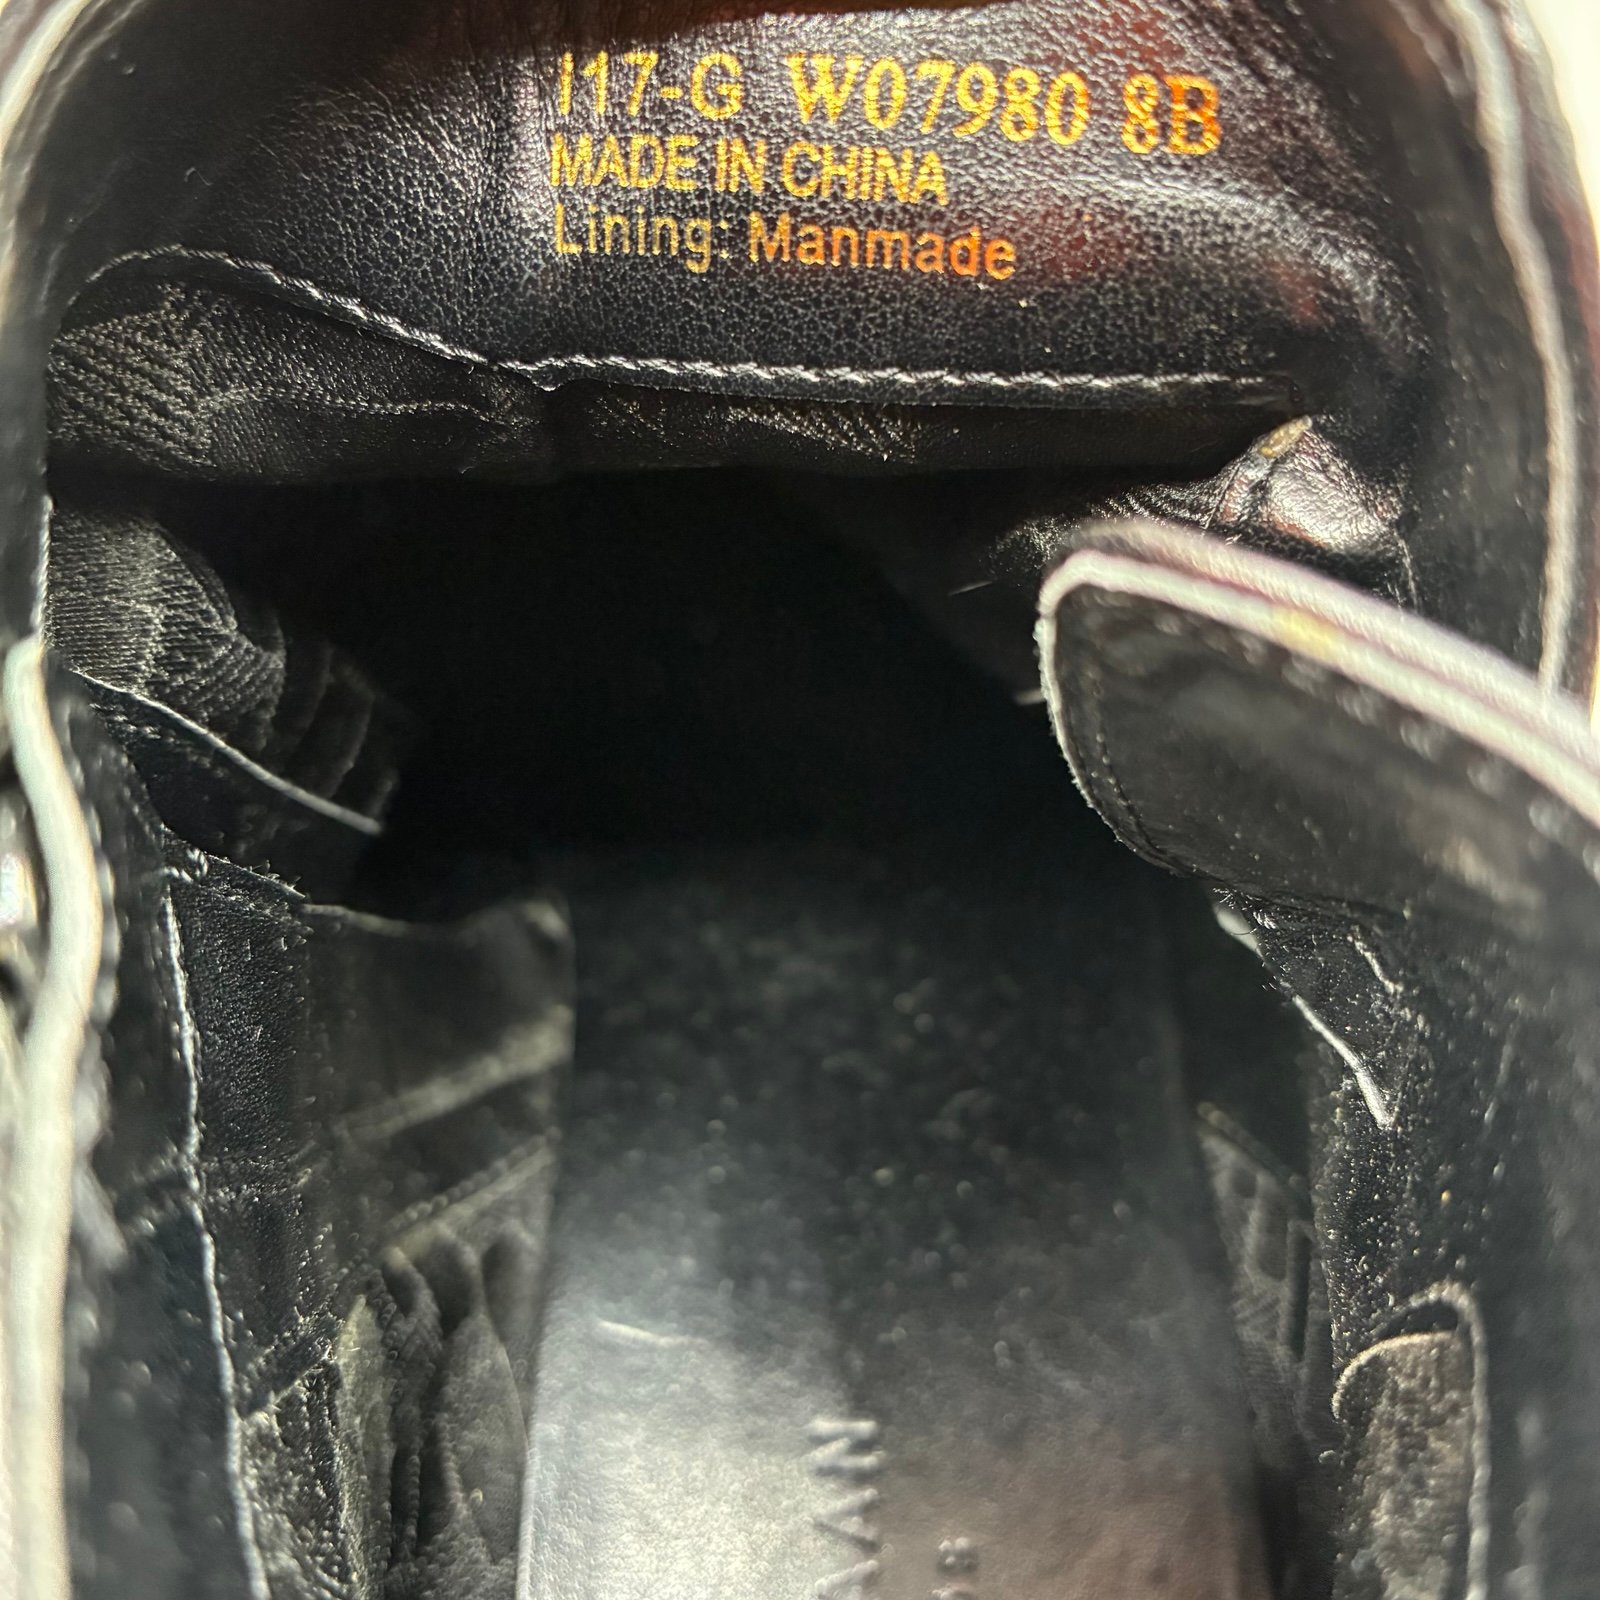 I17-G W07980 8B
MADE IN CHINA
Lining: Manmade